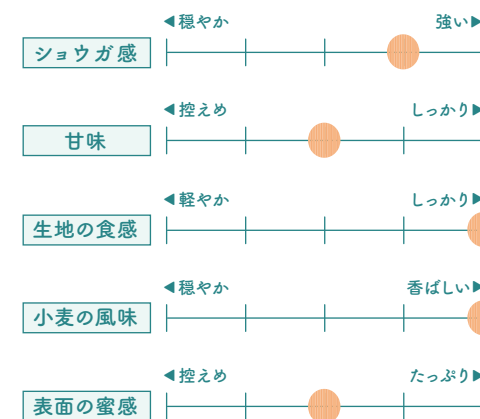 ◀穏やか 強い▶
ショウガ感
◀控えめ しっかり▶
甘味
◀軽やか しっかり▶
生地の食感
◀穏やか 香ばしい▶
小麦の風味
◀控えめ たっぷり▶
表面の蜜感